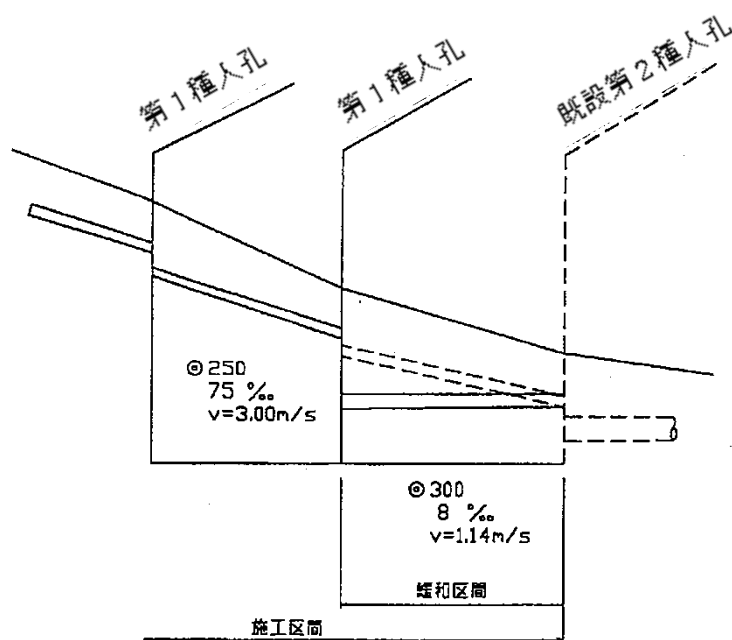 第1種人孔
第1種人孔
既設第2種人孔
◎250
75 ‰
v=3.00m/s
◎300
8 ‰
v=1.14m/s
緩和区間
施工区間